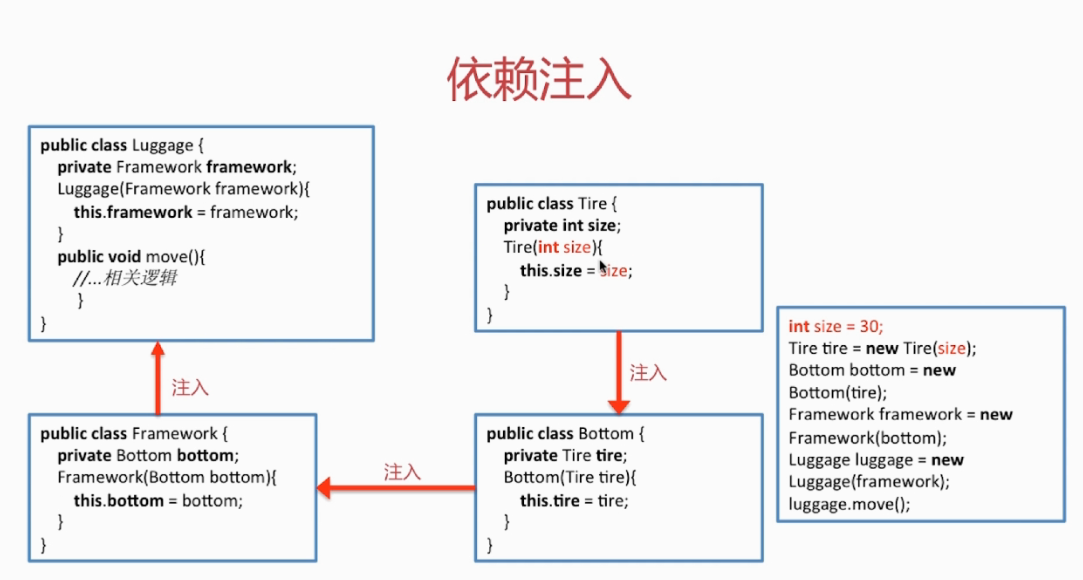 依赖注入
public class Luggage {
private Framework framework;
Luggage(Framework framework){
this.framework = framework;
}
public void move(){
//...相关逻辑
}
}
public class Tire {
private int size;
Tire(int size){
this.size = size;
}
}
注入
注入
public class Framework {
private Bottom bottom;
Framework(Bottom bottom){
this.bottom = bottom;
}
}
注入
public class Bottom {
private Tire tire;
Bottom(Tire tire){
this.tire = tire;
}
}
int size = 30;
Tire tire = new Tire(size);
Bottom bottom = new
Bottom(tire);
Framework framework = new
Framework(bottom);
Luggage luggage = new
Luggage(framework);
luggage.move();